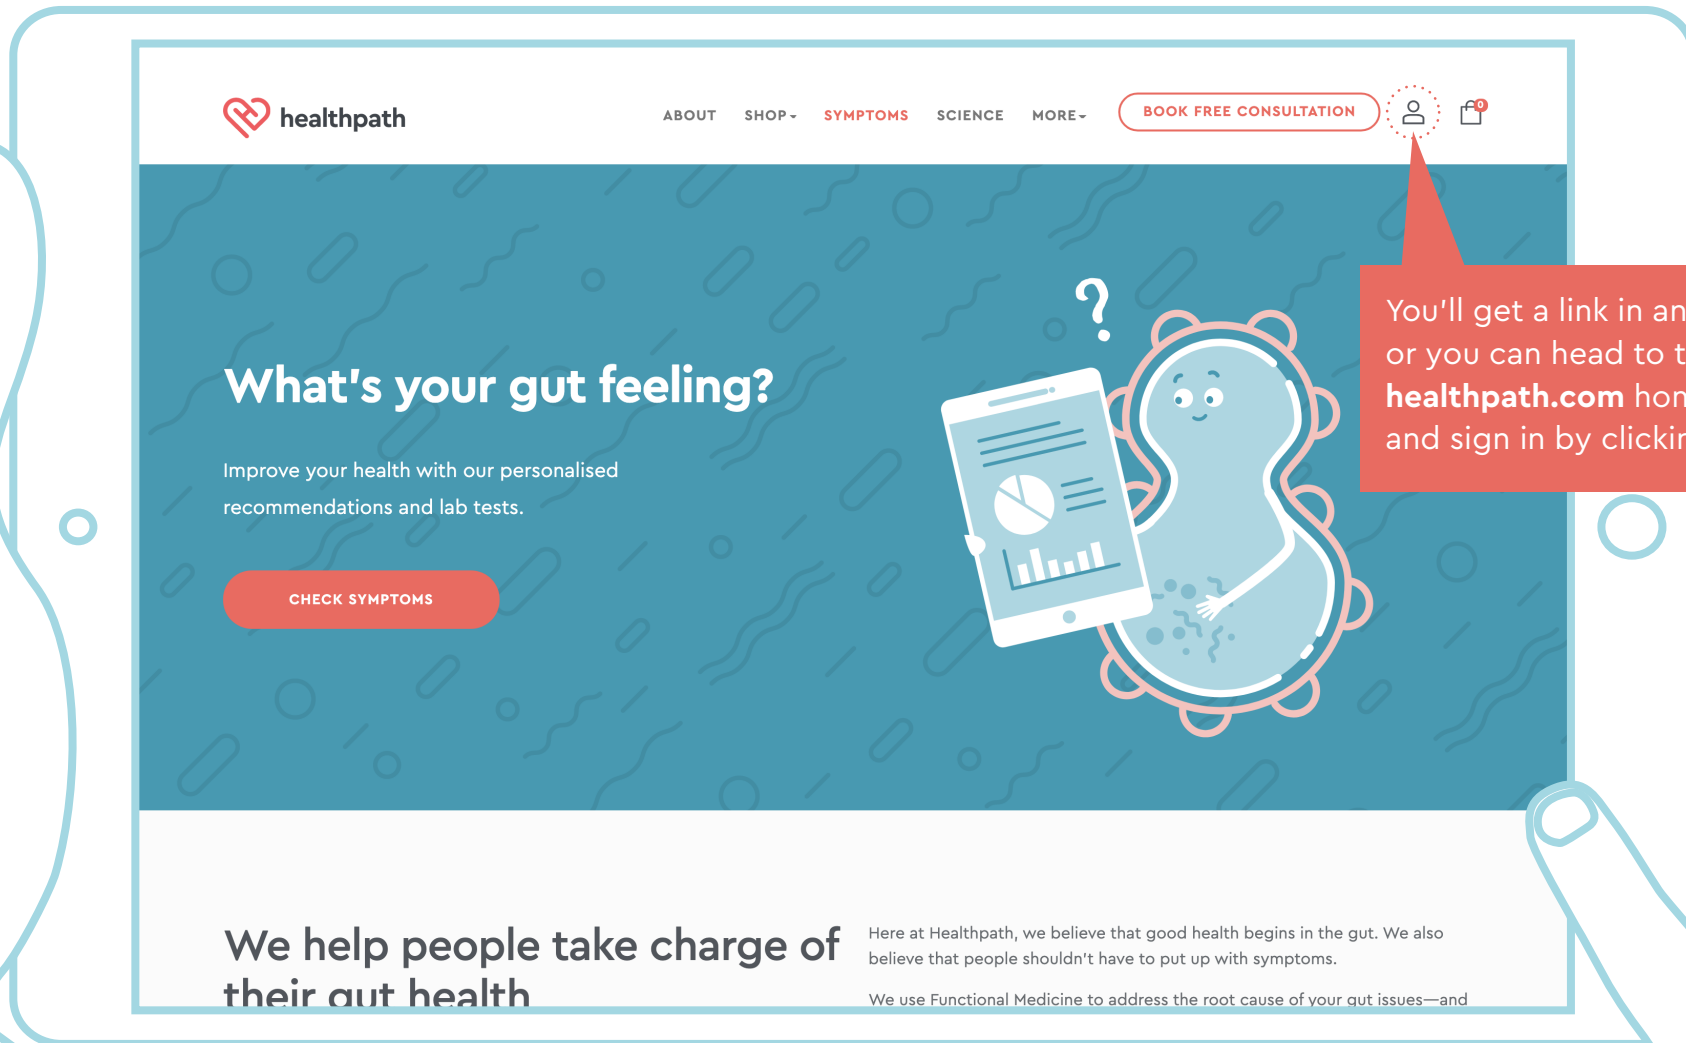 healthpath
ABOUT SHOP SYMPTOMS SCIENCE MORE BOOK FREE CONSULTATION 0
You'll get a link in an
or you can head to
healthpath.com
and sign in by
What's your gut feeling?
Improve your health with our personalised
recommendations and lab tests.
CHECK SYMPTOMS
?
We help people take charge of
their gut health
Here at Healthpath, we believe that good health begins in the gut. We also
believe that people shouldn't have to put up with symptoms.
We use Functional Medicine to address the root cause of your gut issues—and